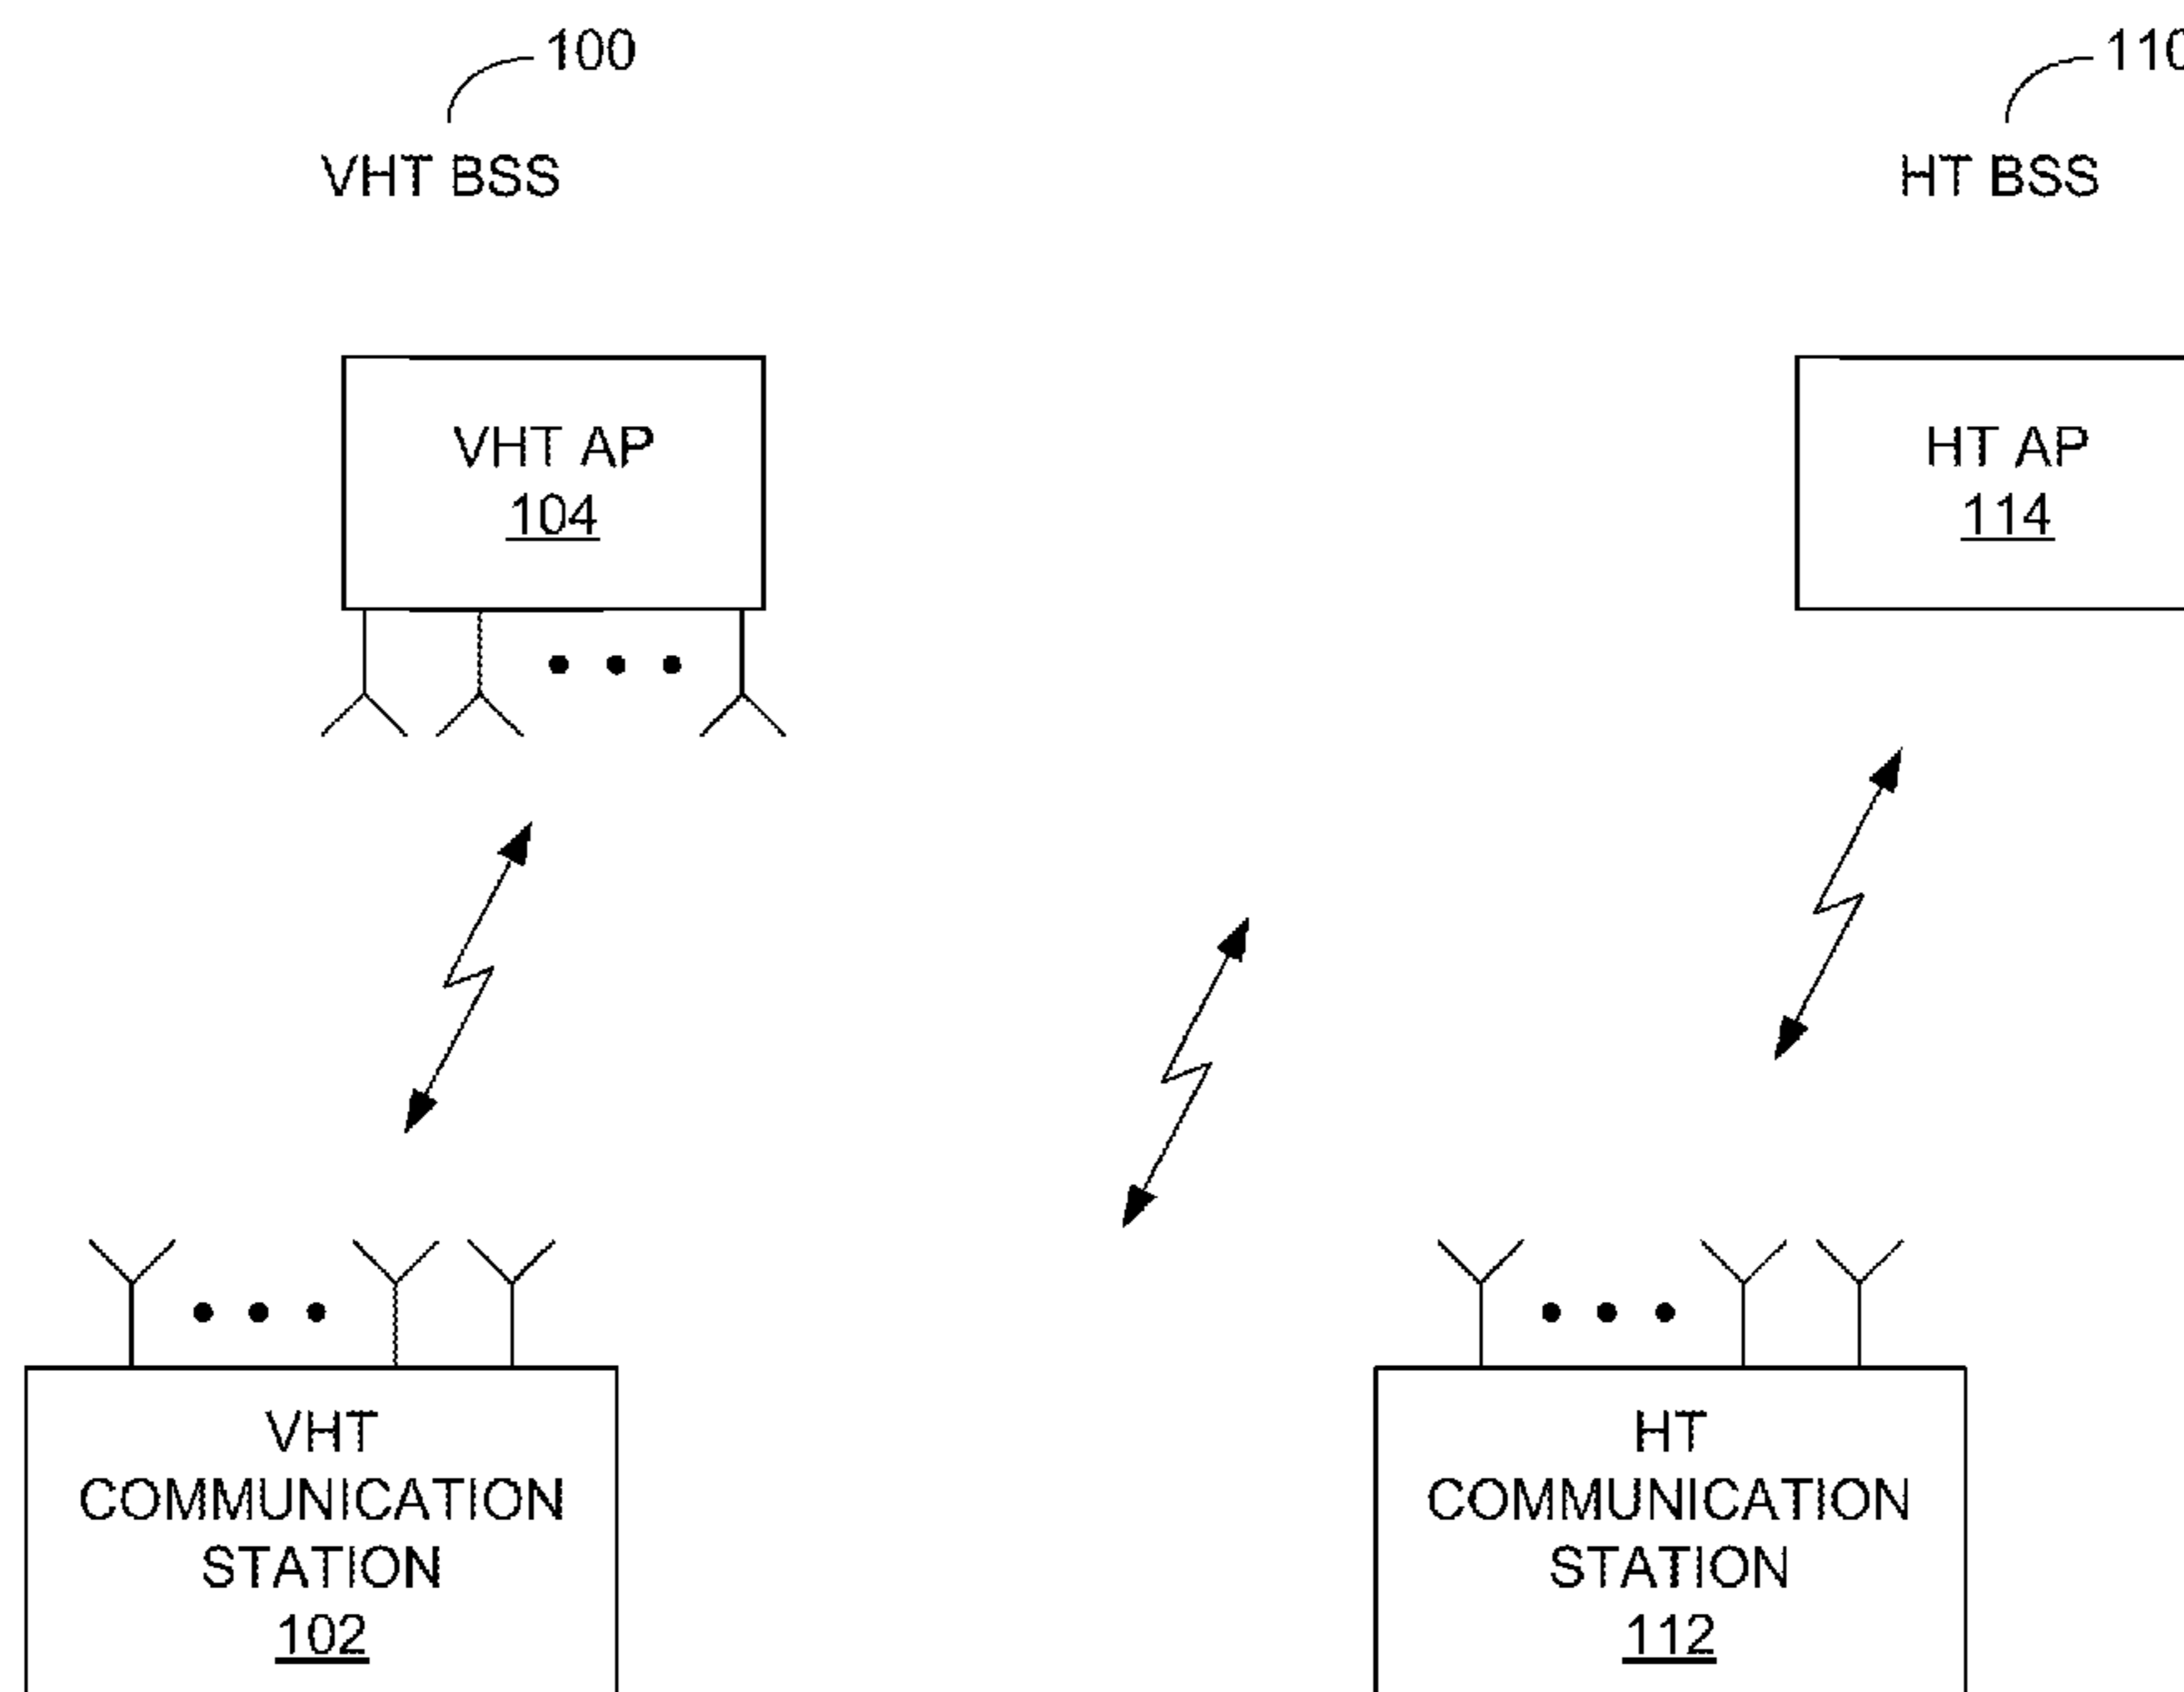 100
VHT BSS
110
HT BSS
VHT AP
104
HT AP
114
VHT
COMMUNICATION
STATION
102
HT
COMMUNICATION
STATION
112